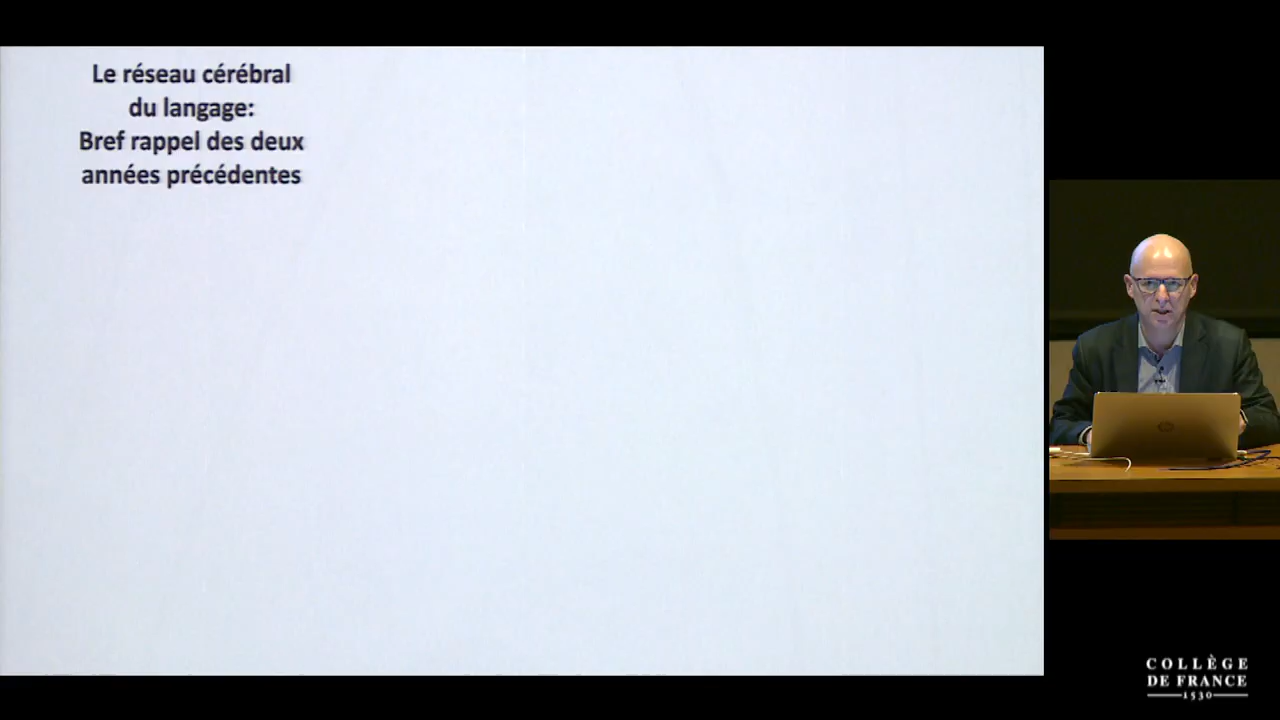 Le réseau cérébral
du langage:
Bref rappel des deux
années précédentes
COLLÈGE
DE FRANCE
1530